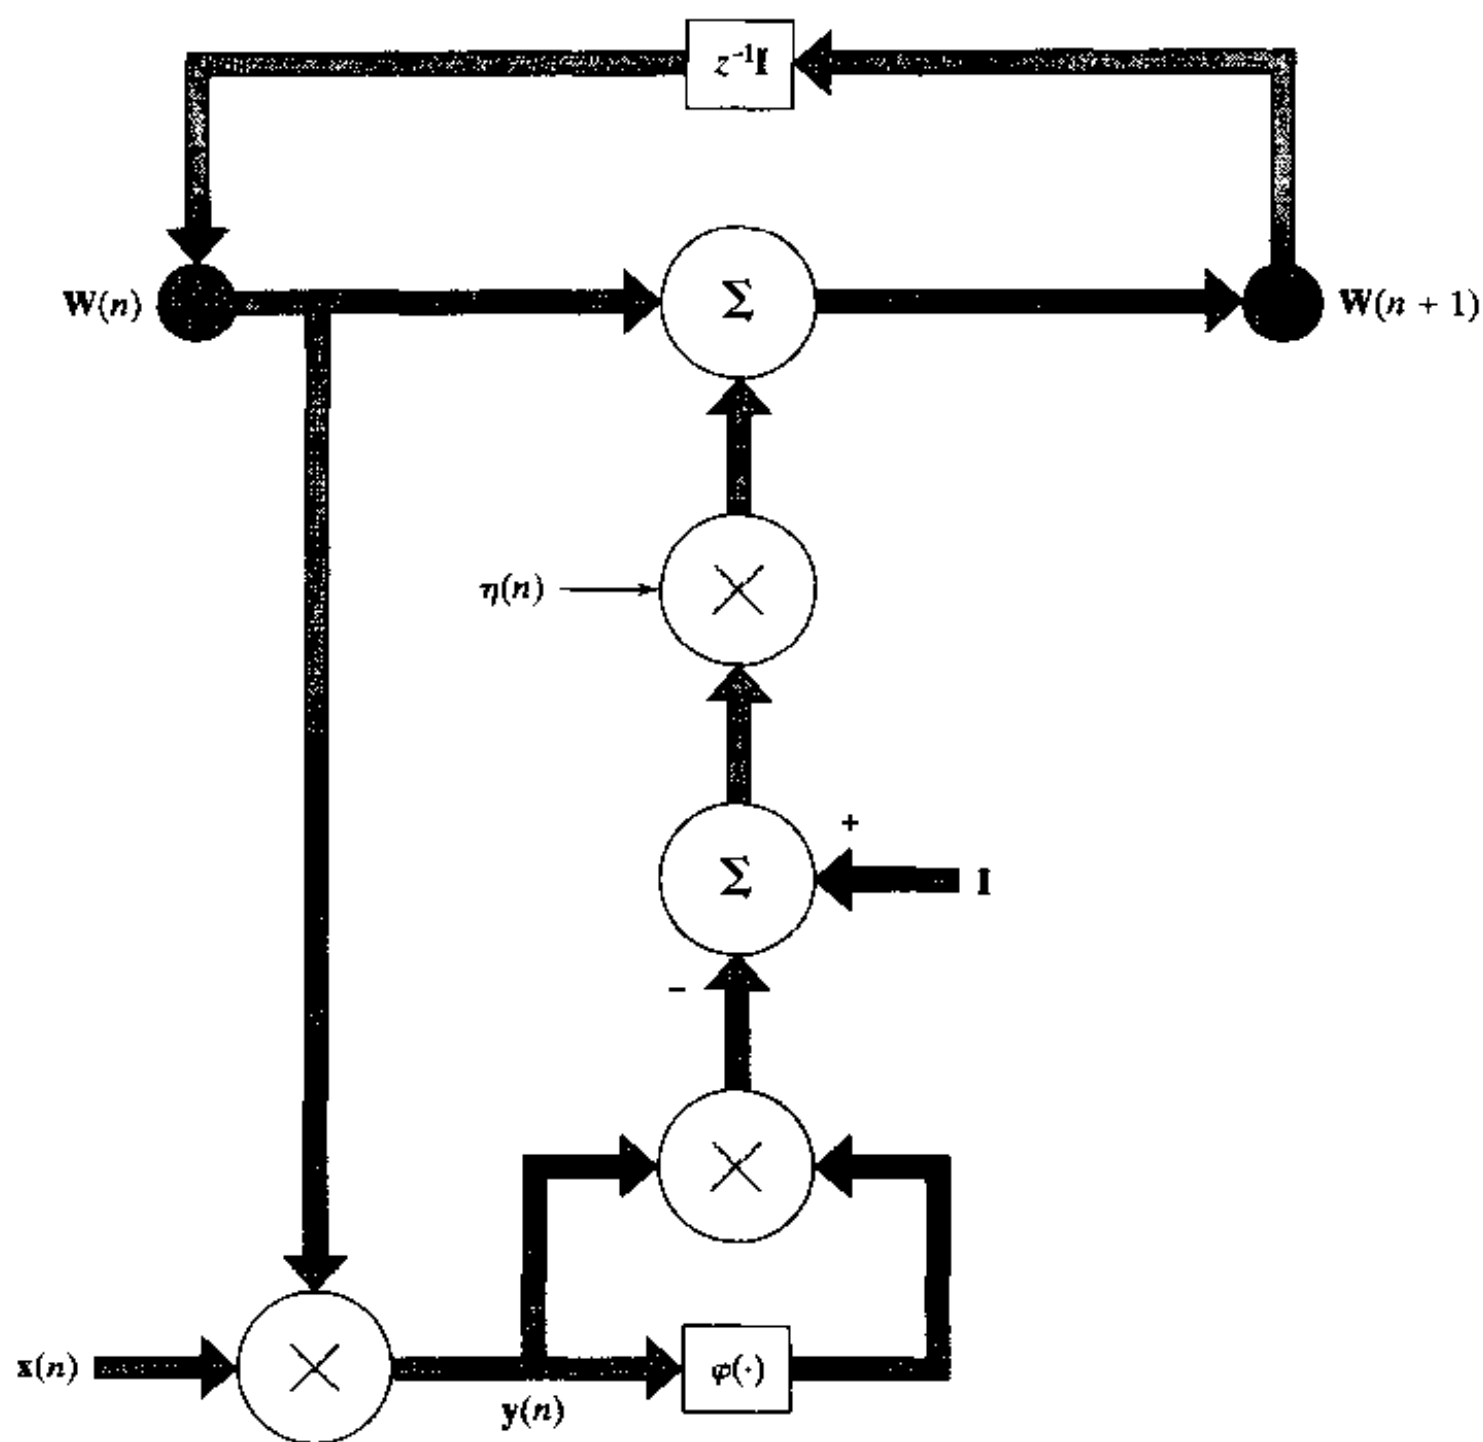 z⁻¹I
W(n)
Σ
W(n + 1)
η(n)
×
+
Σ
I
−
×
x(n)
×
y(n)
φ(·)